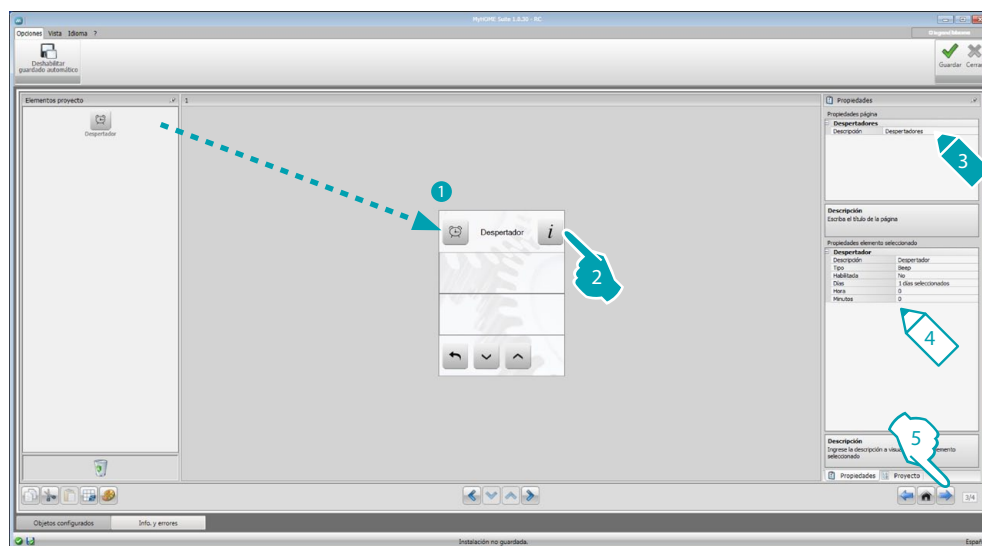 MyHOME Suite 1.0.30 - RC
Opciones Vista Idioma ?
Deshabilitar
guardado automático
Guardar Cerrar
Elementos proyecto
1
Despertador
1
Despertador
i
2
Propiedades
Propiedades página
Despertadores
Descripción Despertadores
3
Descripción
Escriba el título de la página
Propiedades elemento seleccionado
Despertador
Descripción Despertador
Tipo Beep
Habilitada No
Días 1 días seleccionados
Hora 0
Minutos 0
4
Descripción
Ingrese la descripción a
seleccionado
5
Propiedades Proyecto
3/4
Objetos configurados Info. y errores
Instalación no guardada.
Españ